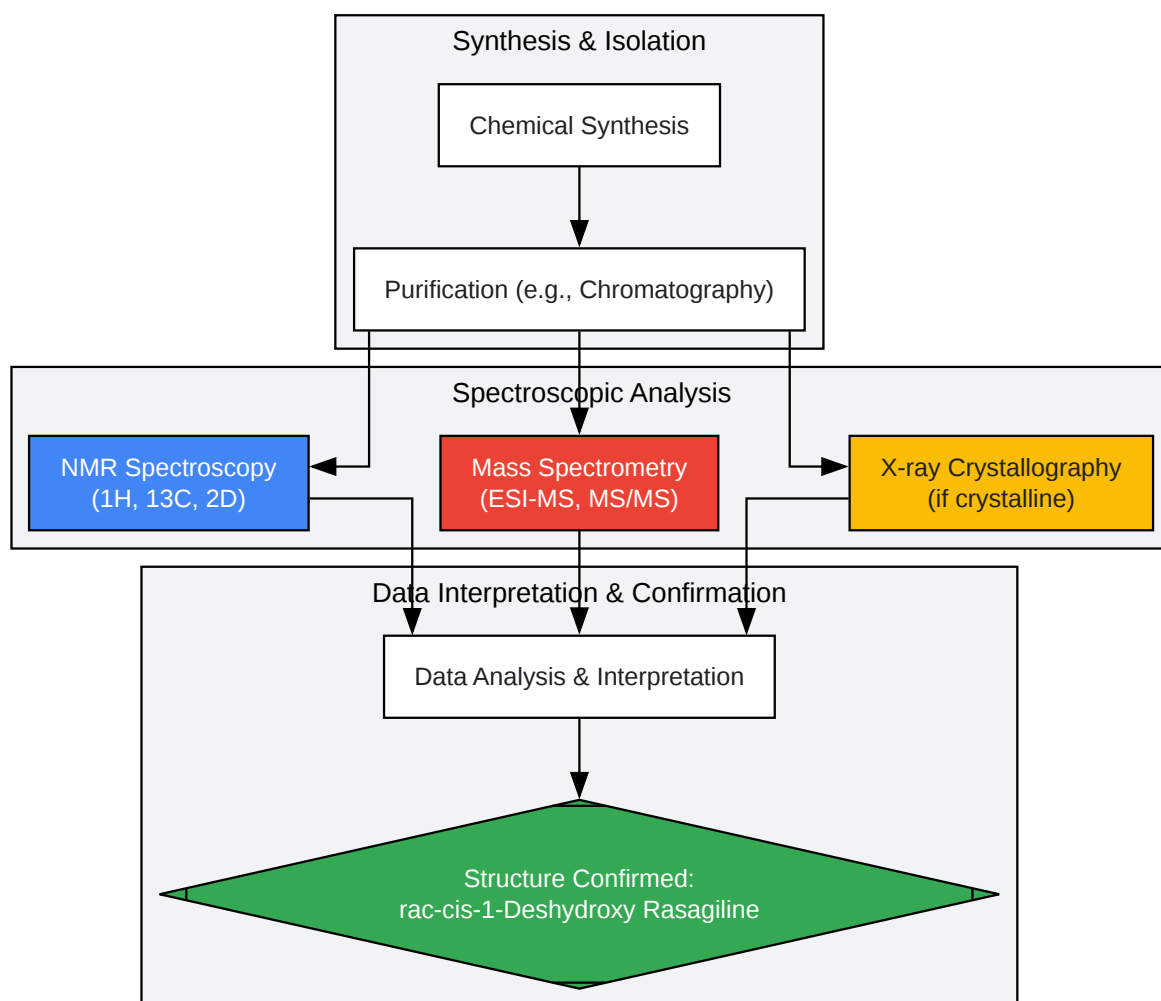 Synthesis & Isolation
Chemical Synthesis
Purification (e.g., Chromatography)
Spectroscopic Analysis
NMR Spectroscopy
(1H, 13C, 2D)
Mass Spectrometry
(ESI-MS, MS/MS)
X-ray Crystallography
(if crystalline)
Data Interpretation & Confirmation
Data Analysis & Interpretation
Structure Confirmed:
rac-cis-1-Deshydroxy Rasagiline